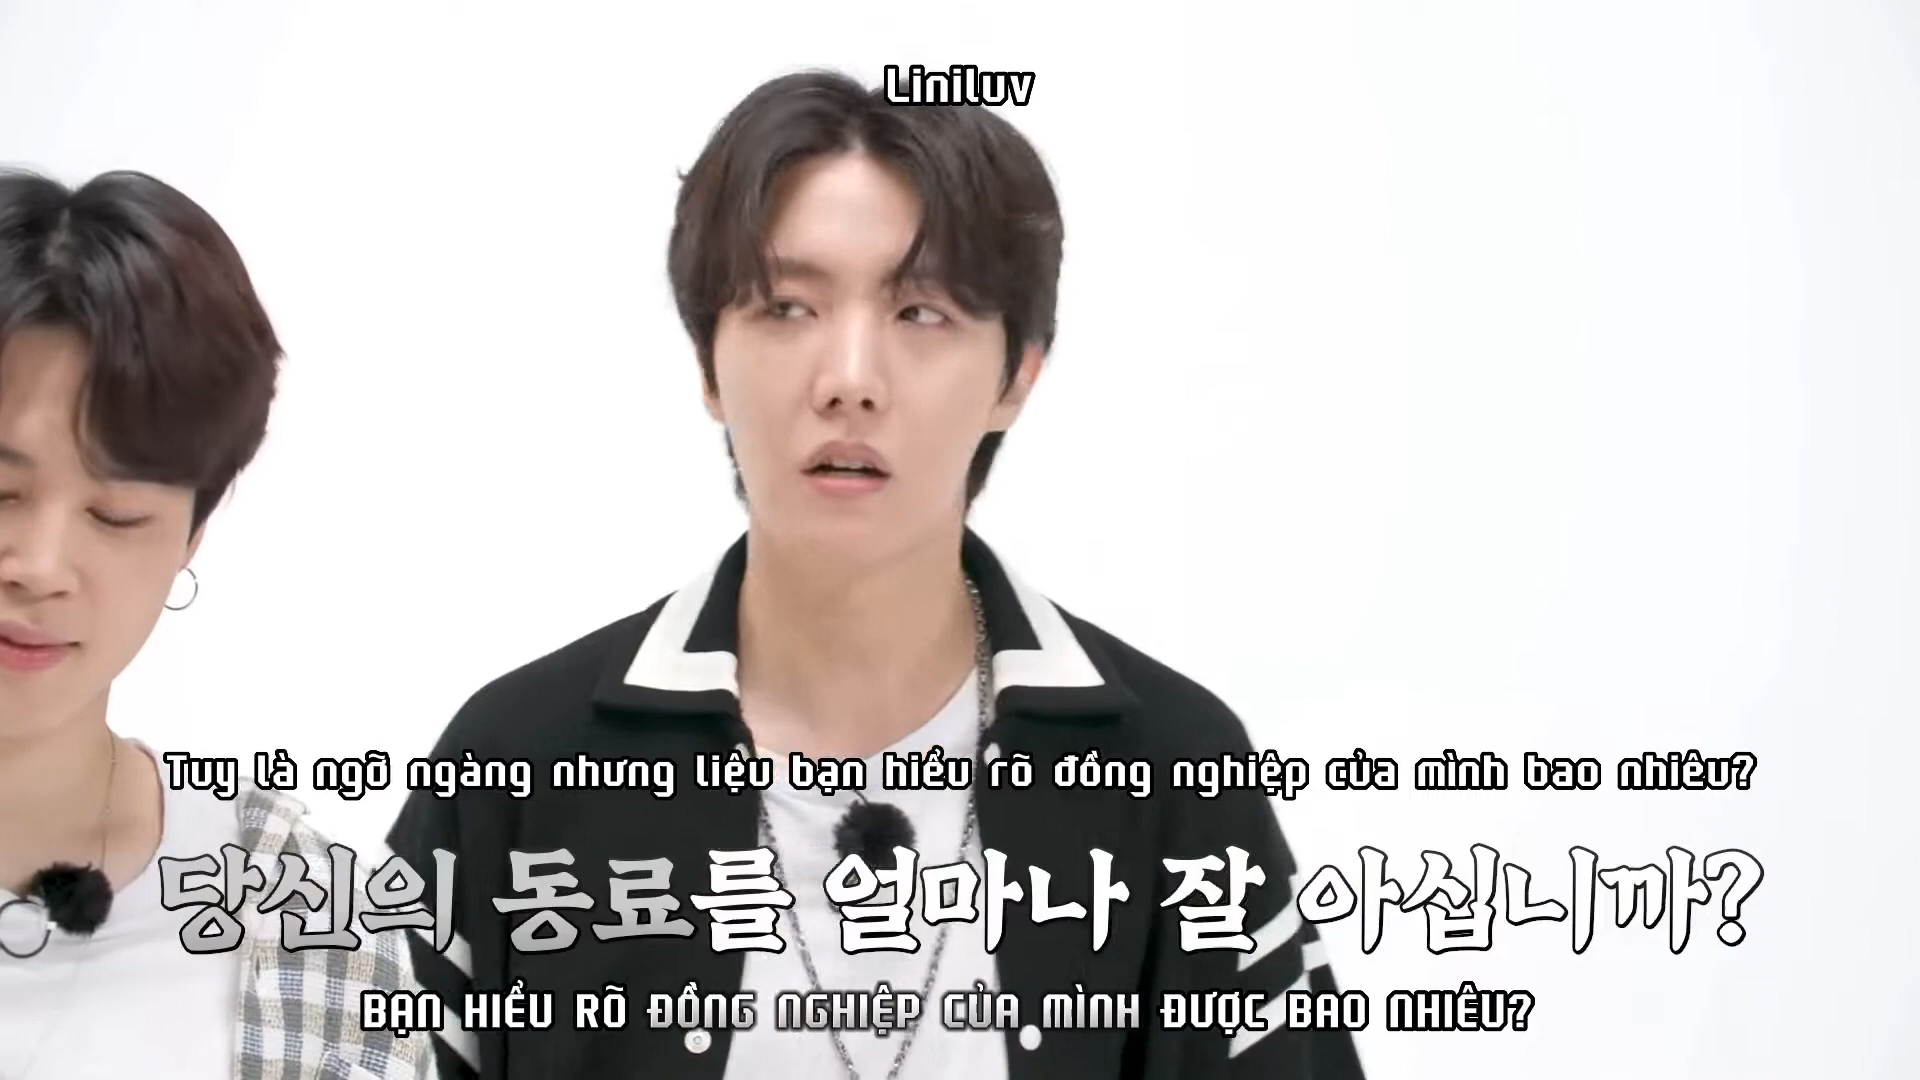 Liniluv
Tuy là ngỡ ngàng nhưng liệu bạn hiểu rõ đồng nghiệp của mình bao nhiêu?
당신의 동료를 얼마나 잘 아십니까?
BẠN HIỂU RÕ ĐỒNG NGHIỆP CỦA MÌNH ĐƯỢC BAO NHIÊU?